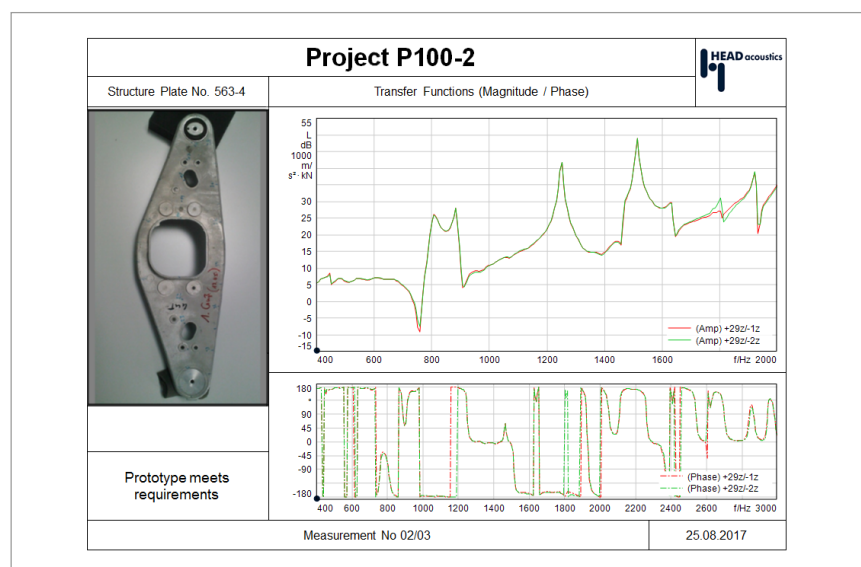 Project P100-2
HEAD acoustics
Structure Plate No. 563-4
Transfer Functions (Magnitude / Phase)
55
L
dB
1000
m/
s²· kN
30
25
20
15
10
5
0
-5
-10
-15
400 600 800 1000 1200 1400 1600 f/Hz 2000
(Amp) +29z/-1z
(Amp) +29z/-2z
180
°
90
45
0
-45
-90
-180
400 600 800 1000 1200 1400 1600 1800 2000 2200 2400 2600 f/Hz 3000
(Phase) +29z/-1z
(Phase) +29z/-2z
Prototype meets
requirements
Measurement No 02/03
25.08.2017